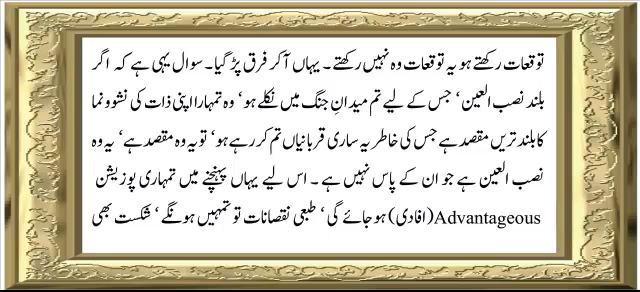 توقعات رکھتے ہو یہ توقعات وہ نہیں رکھتے ۔ یہاں آکر فرق پڑ گیا ۔ سوال یہی ہے کہ اگر
بلند نصب العین‘ جس کے لیے تم میدانِ جنگ میں نکلے ہو‘ وہ تمہارا اپنی ذات کی نشوونما
کا بلند تریں مقصد ہے جس کی خاطر یہ ساری قربانیاں تم کر رہے ہو‘ تو یہ وہ مقصد ہے‘ یہ وہ
نصب العین ہے جو ان کے پاس نہیں ہے ۔ اس لیے یہاں پہنچنے میں تمہاری پوزیشن
Advantageous(افادی) ہو جائے گی‘ طبعی نقصانات تو تمہیں ہونگے‘ شکست بھی